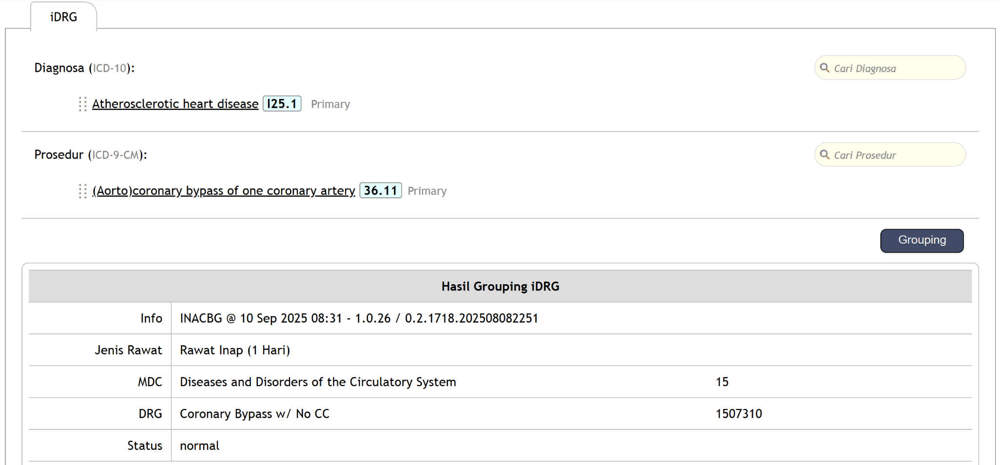 iDRG
Diagnosa (ICD-10):
Cari Diagnosa
Atherosclerotic heart disease I25.1 Primary
Prosedur (ICD-9-CM):
Cari Prosedur
(Aorto)coronary bypass of one coronary artery 36.11 Primary
Grouping
Hasil Grouping iDRG
Info INACBG @ 10 Sep 2025 08:31 - 1.0.26 / 0.2.1718.202508082251
Jenis Rawat Rawat Inap (1 Hari)
MDC Diseases and Disorders of the Circulatory System 15
DRG Coronary Bypass w/ No CC 1507310
Status normal